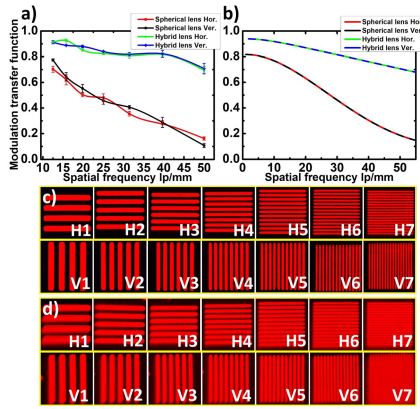 a)
Modulation transfer function
1.0
0.8
0.6
0.4
0.2
0.0
Spherical lens Hor.
Spherical lens Ver.
Hybrid lens Hor.
Hybrid lens Ver.
10 15 20 25 30 35 40 45 50
Spatial frequency lp/mm
b)
1.0
0.8
0.6
0.4
0.2
0.0
Spherical lens Hor.
Spherical lens Ver.
Hybrid lens Hor.
Hybrid lens Ver.
0 10 20 30 40 50
Spatial frequency lp/mm
c)
H1 H2 H3 H4 H5 H6 H7
V1 V2 V3 V4 V5 V6 V7
d)
H1 H2 H3 H4 H5 H6 H7
V1 V2 V3 V4 V5 V6 V7